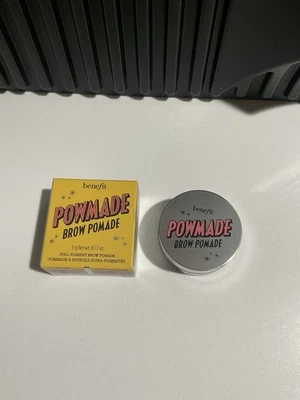 benefit
POWMADE
BROW POMADE
5 g Net wt. 0.17 oz.
FULL PIGMENT BROW POMADE
POMMADE À SOURCILS ULTRA PIGMENTÉE
benefit
POWMADE
BROW POMADE